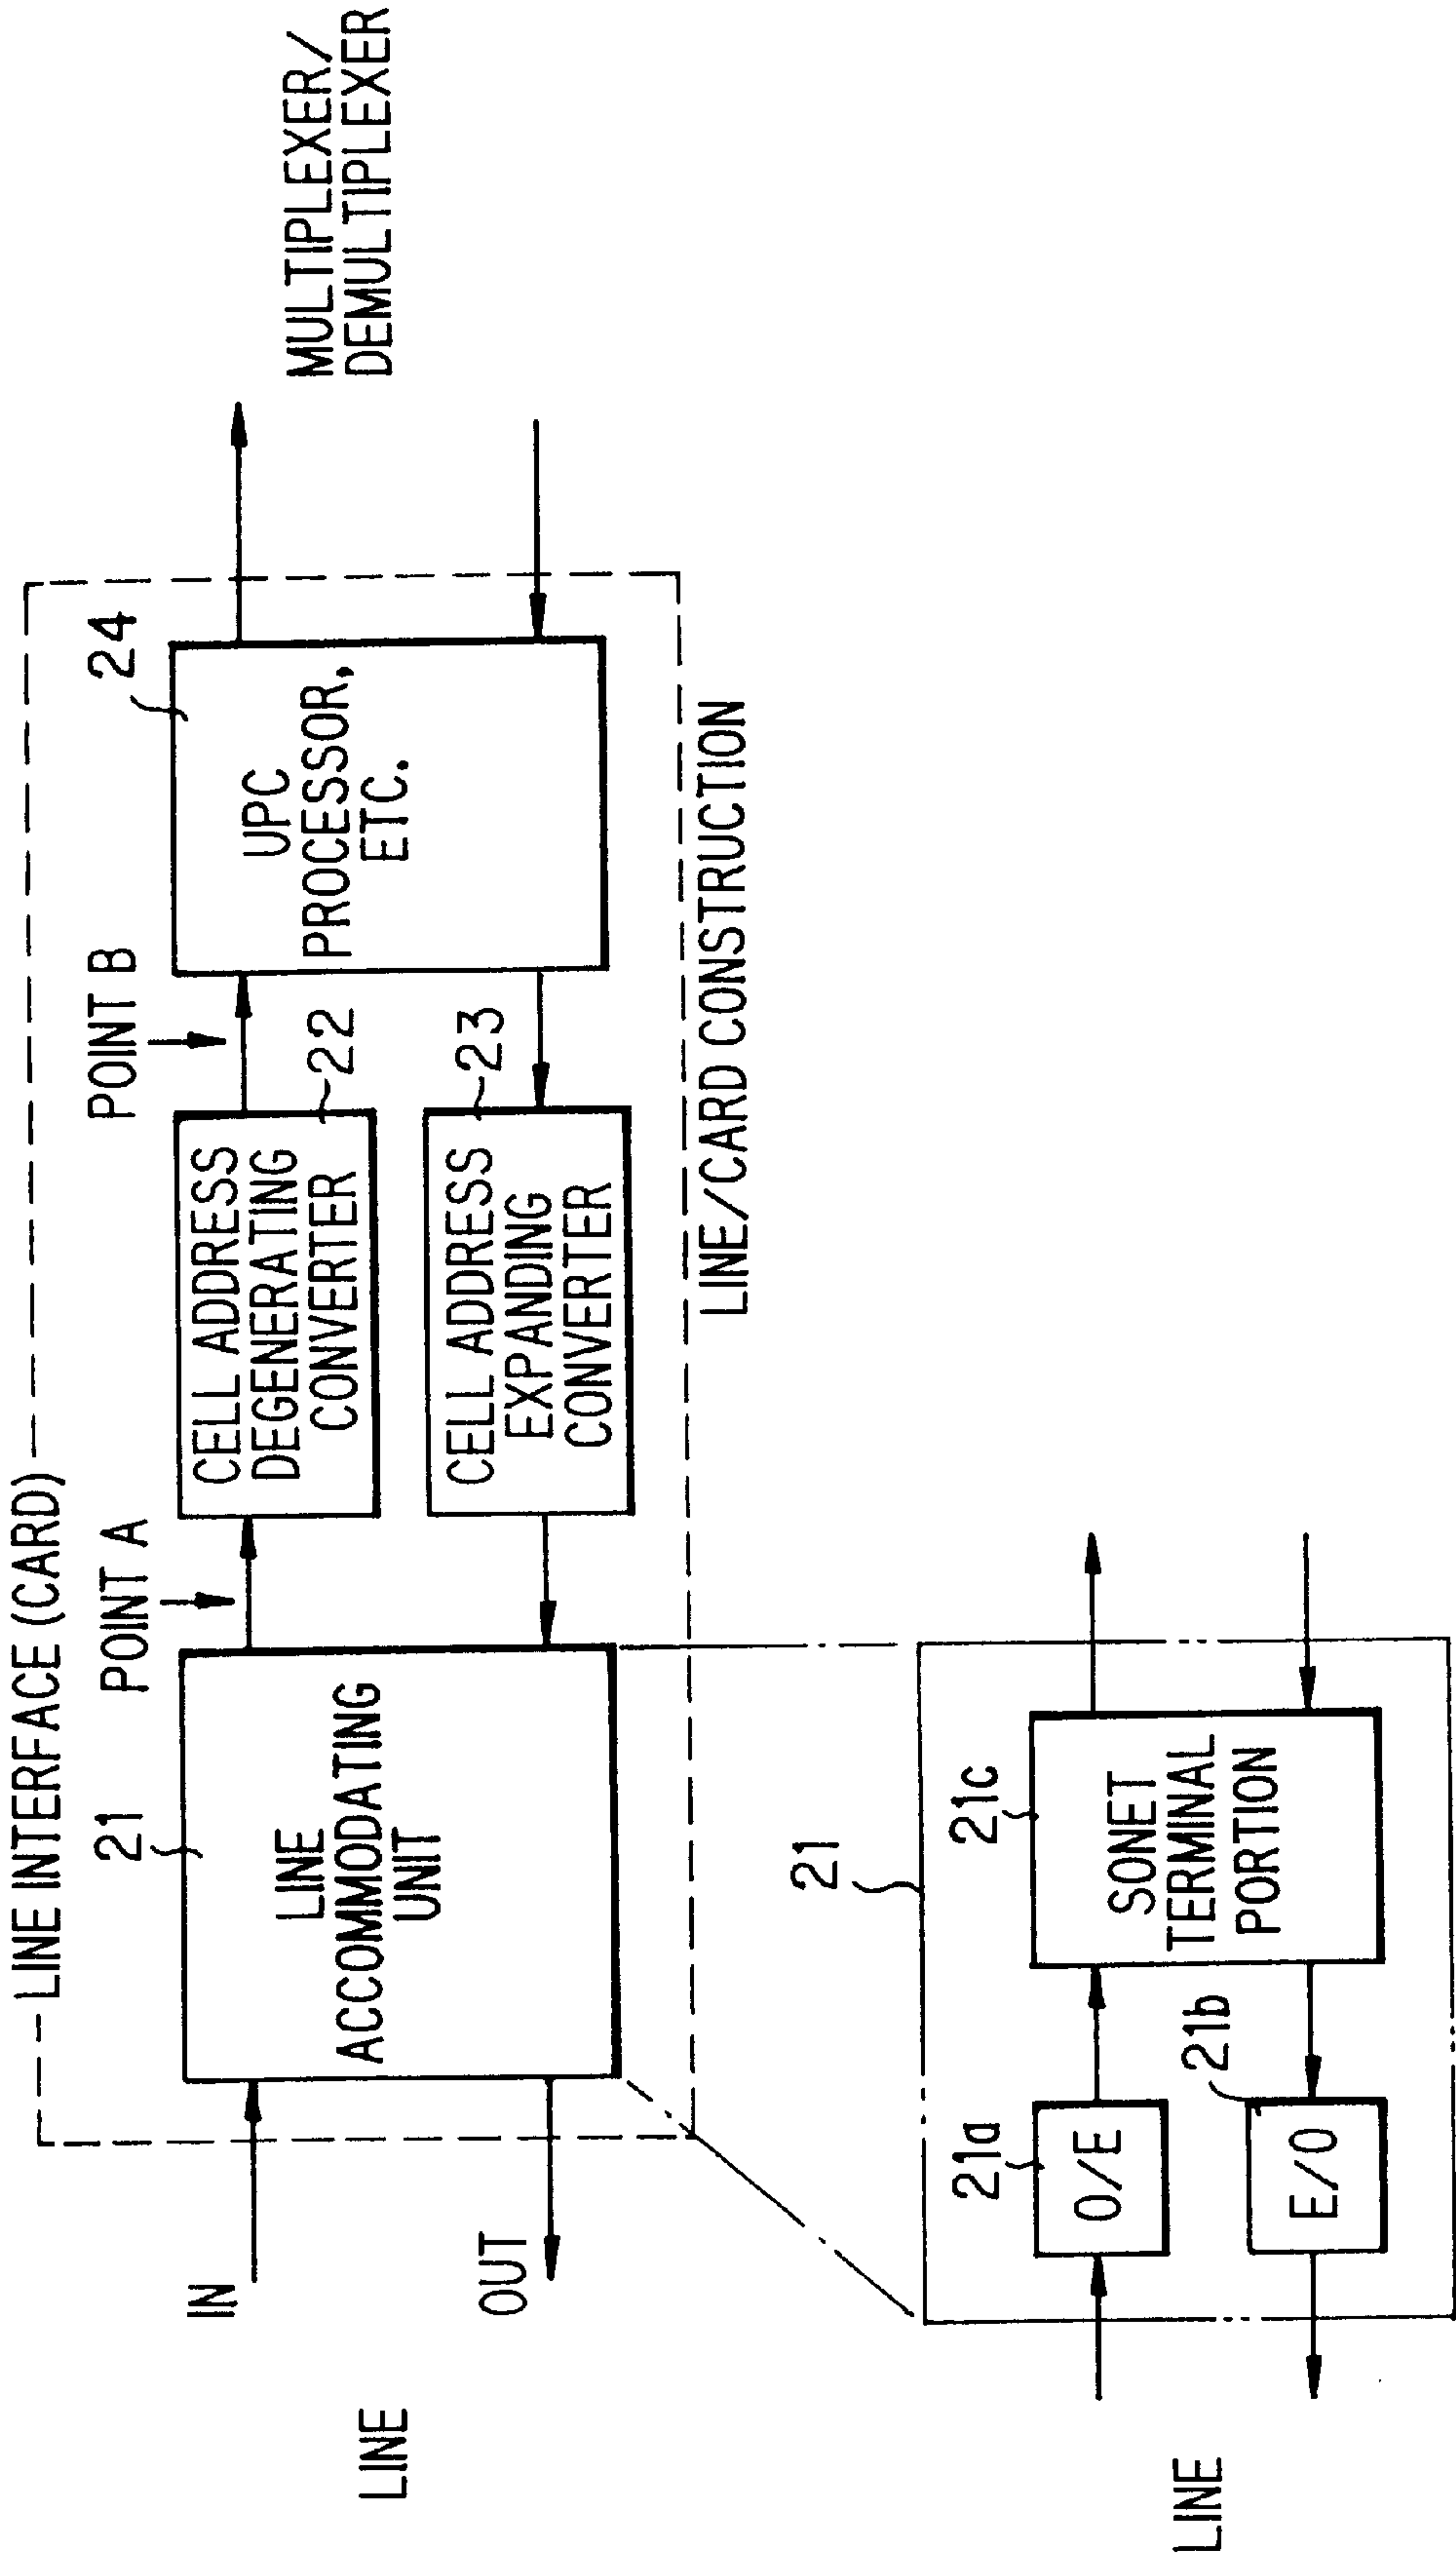 LINE INTERFACE (CARD)
21
POINT A
POINT B
24
IN
OUT
LINE
LINE
ACCOMMODATING
UNIT
CELL ADDRESS
DEGENERATING
CONVERTER
22
CELL ADDRESS
EXPANDING
CONVERTER
23
UPC
PROCESSOR,
ETC.
MULTIPLEXER/
DEMULTIPLEXER
LINE/CARD CONSTRUCTION
21
21a
O/E
21b
E/O
21c
SONET
TERMINAL
PORTION
LINE